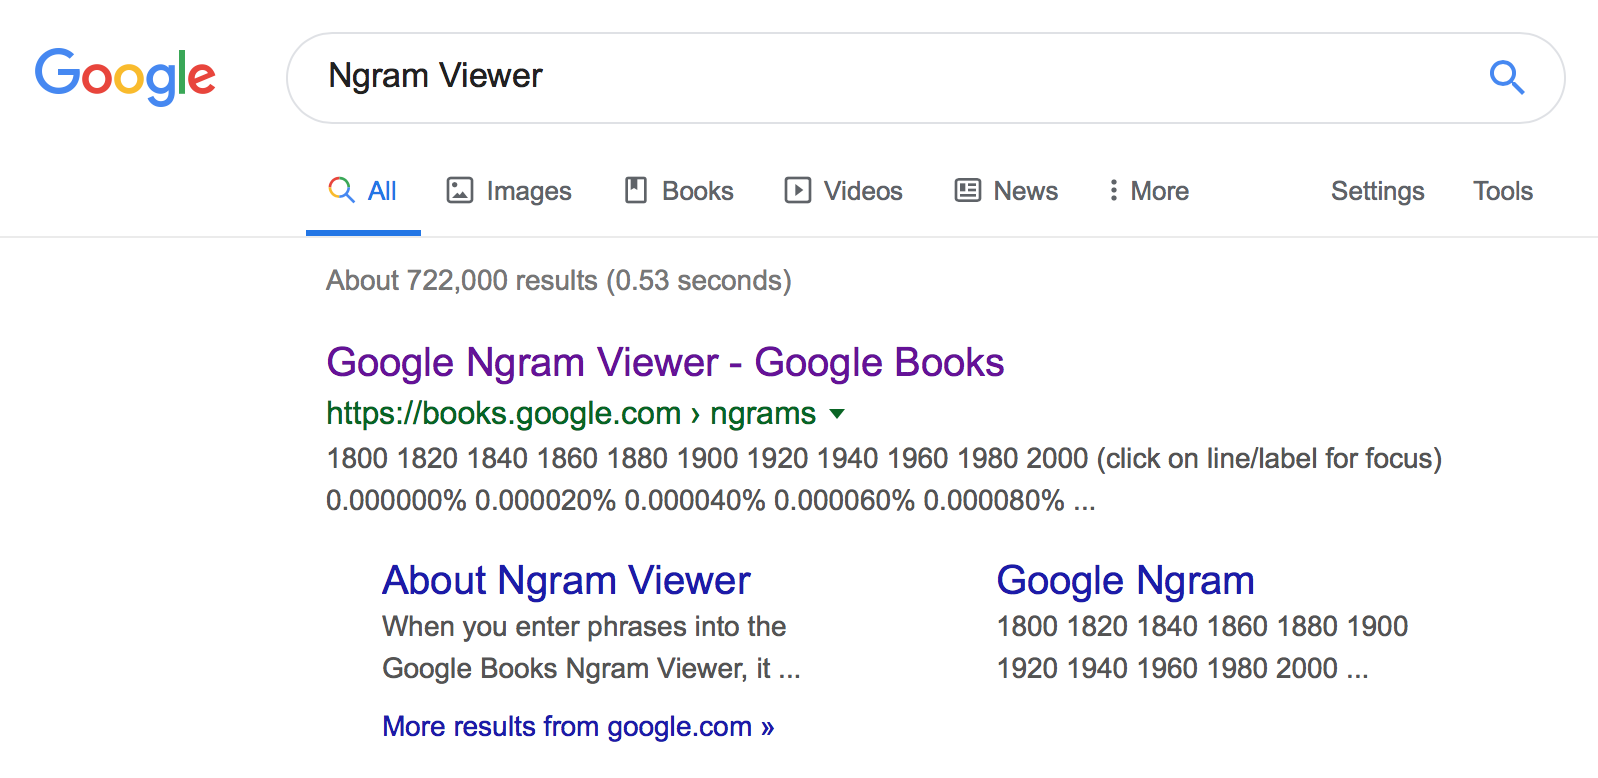 Google
Ngram Viewer
All Images Books Videos News More Settings Tools
About 722,000 results (0.53 seconds)
Google Ngram Viewer - Google Books
https://books.google.com › ngrams
1800 1820 1840 1860 1880 1900 1920 1940 1960 1980 2000 (click on line/label for focus)
0.000000% 0.000020% 0.000040% 0.000060% 0.000080% ...
About Ngram Viewer
When you enter phrases into the
Google Books Ngram Viewer, it ...
Google Ngram
1800 1820 1840 1860 1880 1900
1920 1940 1960 1980 2000 ...
More results from google.com »